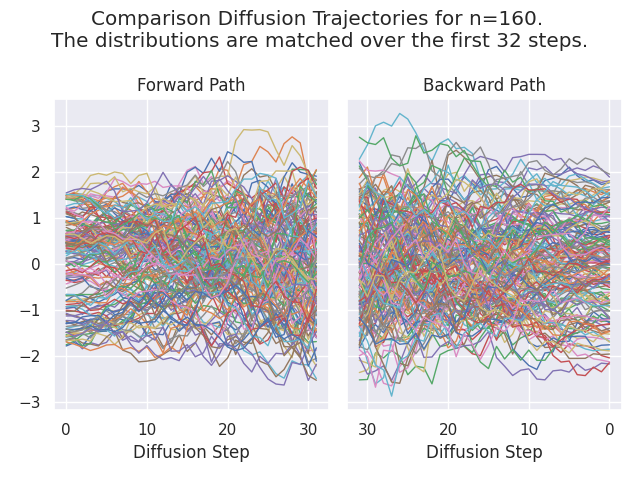 Comparison Diffusion Trajectories for n=160.
The distributions are matched over the first 32 steps.
Forward Path
Backward Path
3
2
1
0
−1
−2
−3
0
10
20
30
30
20
10
0
Diffusion Step
Diffusion Step